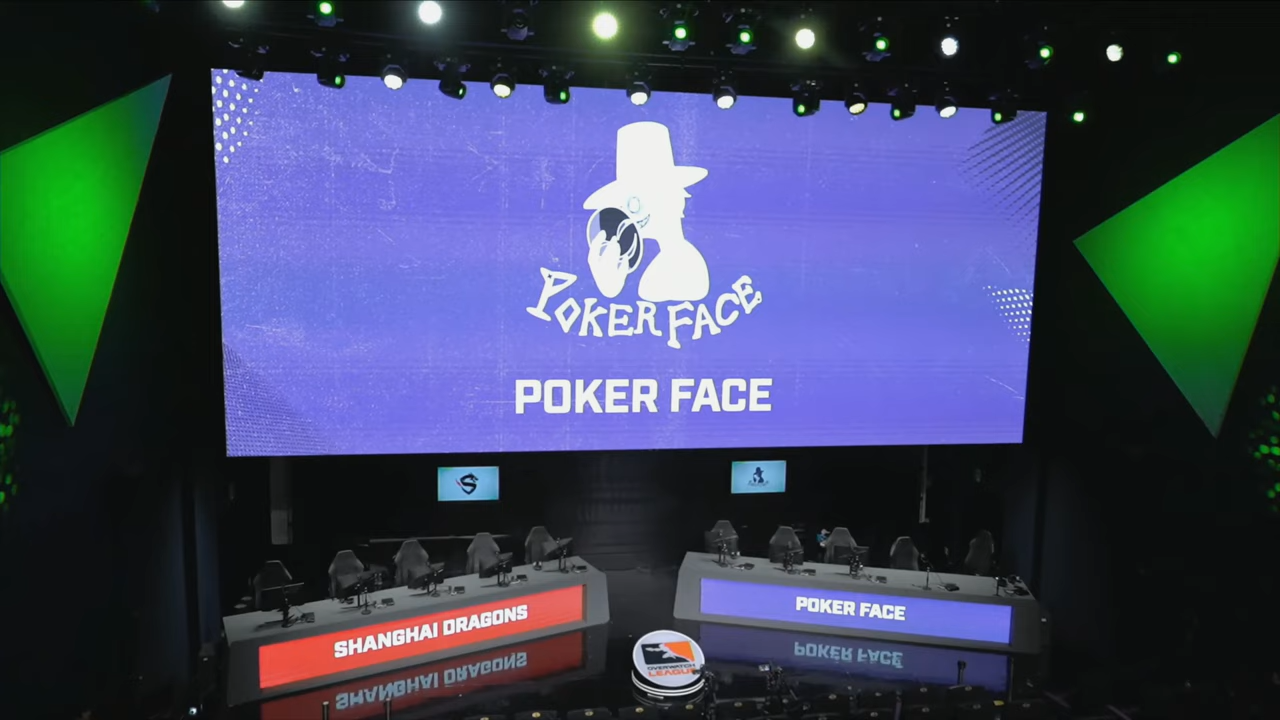 POKER FACE
POKER FACE
SHANGHAI DRAGONS
POKER FACE
OVERWATCH
LEAGUE